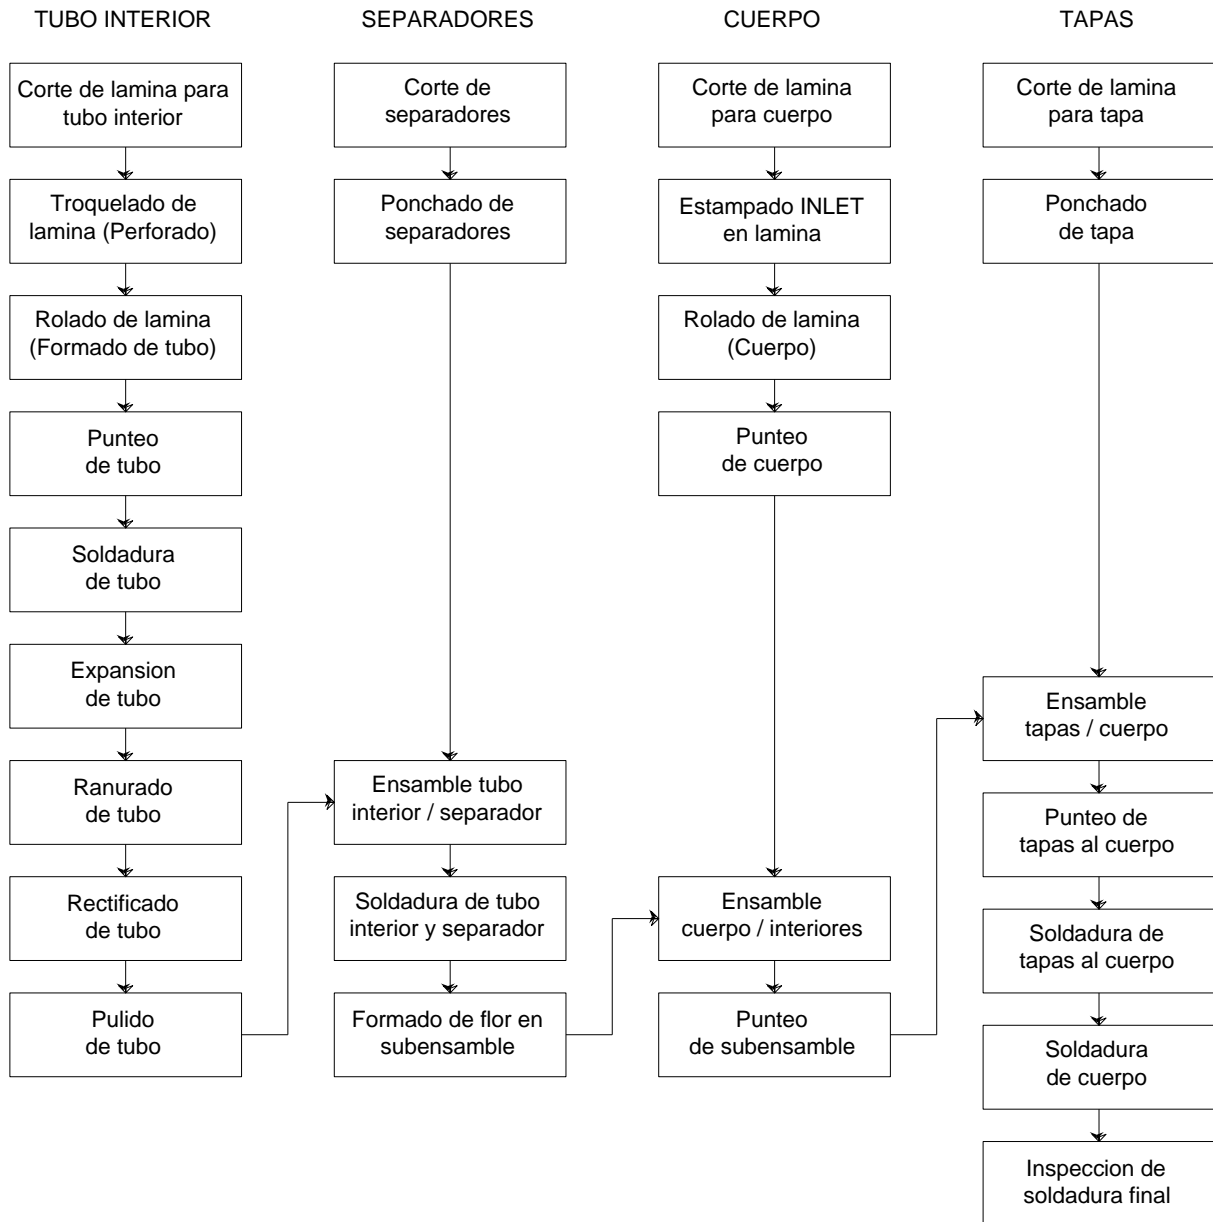 TUBO INTERIOR
Corte de lamina para
tubo interior
Troquelado de
lamina (Perforado)
Rolado de lamina
(Formado de tubo)
Punteo
de tubo
Soldadura
de tubo
Expansion
de tubo
Ranurado
de tubo
Rectificado
de tubo
Pulido
de tubo
SEPARADORES
Corte de
separadores
Ponchado de
separadores
Ensamble tubo
interior / separador
Soldadura de tubo
interior y separador
Formado de flor en
subensamble
CUERPO
Corte de lamina
para cuerpo
Estampado INLET
en lamina
Rolado de lamina
(Cuerpo)
Punteo
de cuerpo
Ensamble
cuerpo / interiores
Punteo
de subensamble
TAPAS
Corte de lamina
para tapa
Ponchado
de tapa
Ensamble
tapas / cuerpo
Punteo de
tapas al cuerpo
Soldadura de
tapas al cuerpo
Soldadura
de cuerpo
Inspeccion de
soldadura final